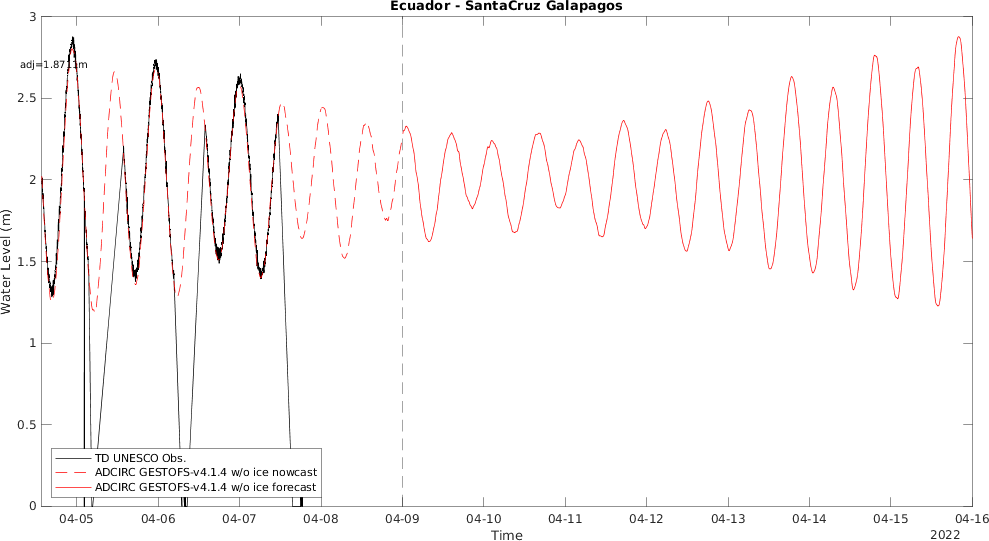 Ecuador - SantaCruz Galapagos
3
2.5
2
1.5
1
0.5
0
Water Level (m)
TD UNESCO Obs.
ADCIRC GESTOFS-v4.1.4 w/o ice nowcast
ADCIRC GESTOFS-v4.1.4 w/o ice forecast
04-05 04-06 04-07 04-08 04-09 04-10 04-11 04-12 04-13 04-14 04-15 04-16
Time
2022